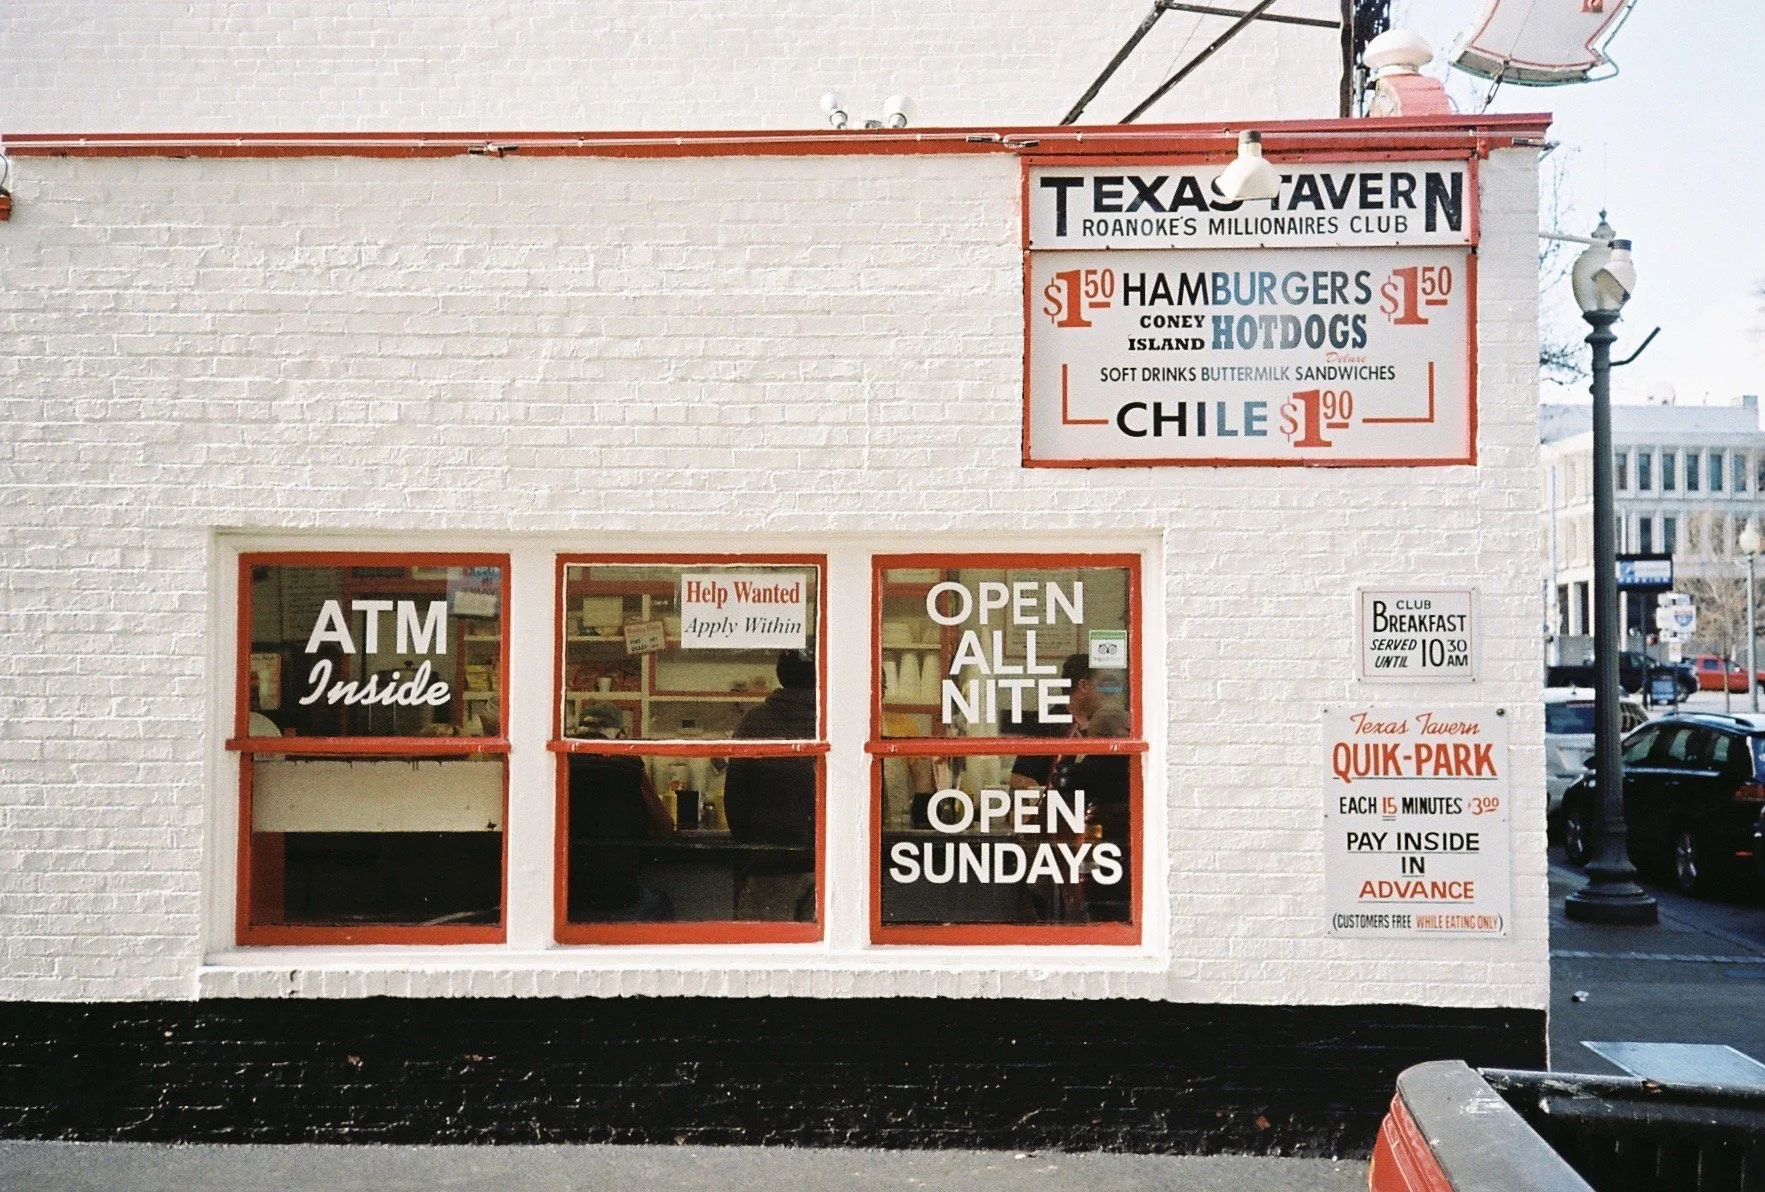 TEXAS TAVERN
ROANOKE'S MILLIONAIRES CLUB
$1.50 HAMBURGERS $1.50
CONEY
ISLAND HOTDOGS
Deluxe
SOFT DRINKS BUTTERMILK SANDWICHES
CHILE $1.90
ATM
Inside
Help Wanted
Apply Within
OPEN
ALL
NITE
OPEN
SUNDAYS
CLUB
BREAKFAST
SERVED
UNTIL 10 30 AM
Texas Tavern
QUIK-PARK
EACH 15 MINUTES $3.00
PAY INSIDE
IN
ADVANCE
(CUSTOMERS FREE WHILE EATING ONLY)